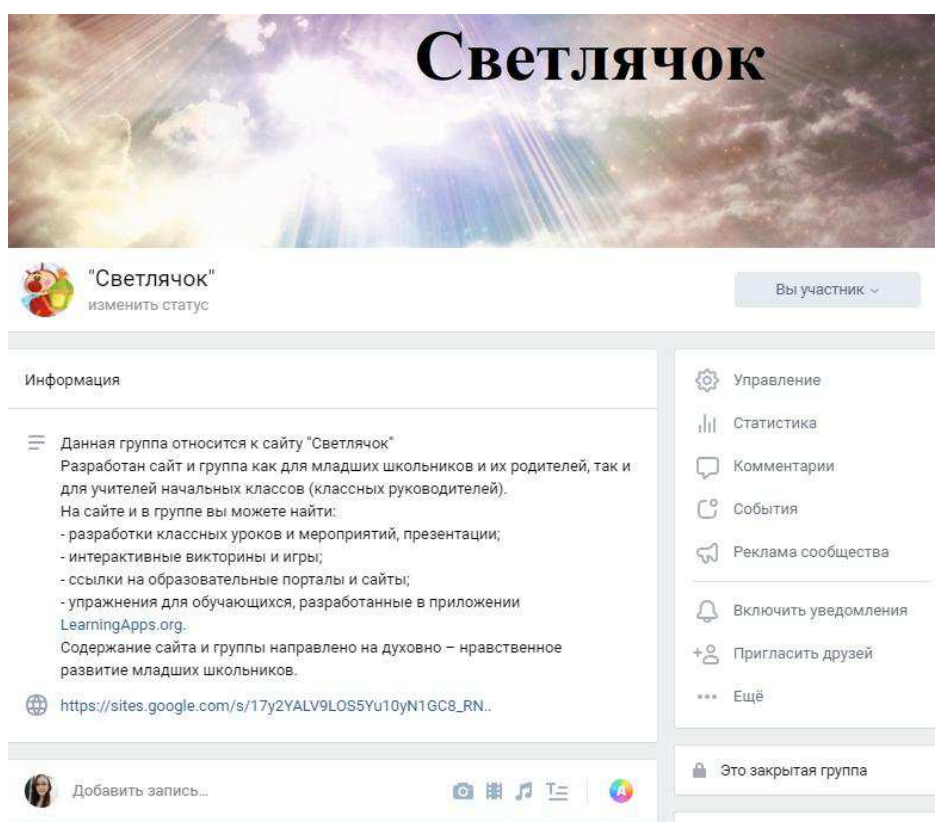 Светлячок
"Светлячок"
изменить статус
Вы участник
Информация
Данная группа относится к сайту "Светлячок"
Разработан сайт и группа как для младших школьников и их родителей, так и
для учителей начальных классов (классных руководителей).
На сайте и в группе вы можете найти:
- разработки классных уроков и мероприятий, презентации;
- интерактивные викторины и игры;
- ссылки на образовательные порталы и сайты;
- упражнения для обучающихся, разработанные в приложении
LearningApps.org.
Содержание сайта и группы направлено на духовно – нравственное
развитие младших школьников.
https://sites.google.com/s/17y2YALV9LOS5Yu10yN1GC8_RN..
Добавить запись...
Управление
Статистика
Комментарии
События
Реклама сообщества
Включить уведомления
Пригласить друзей
Ещё
Это закрытая группа